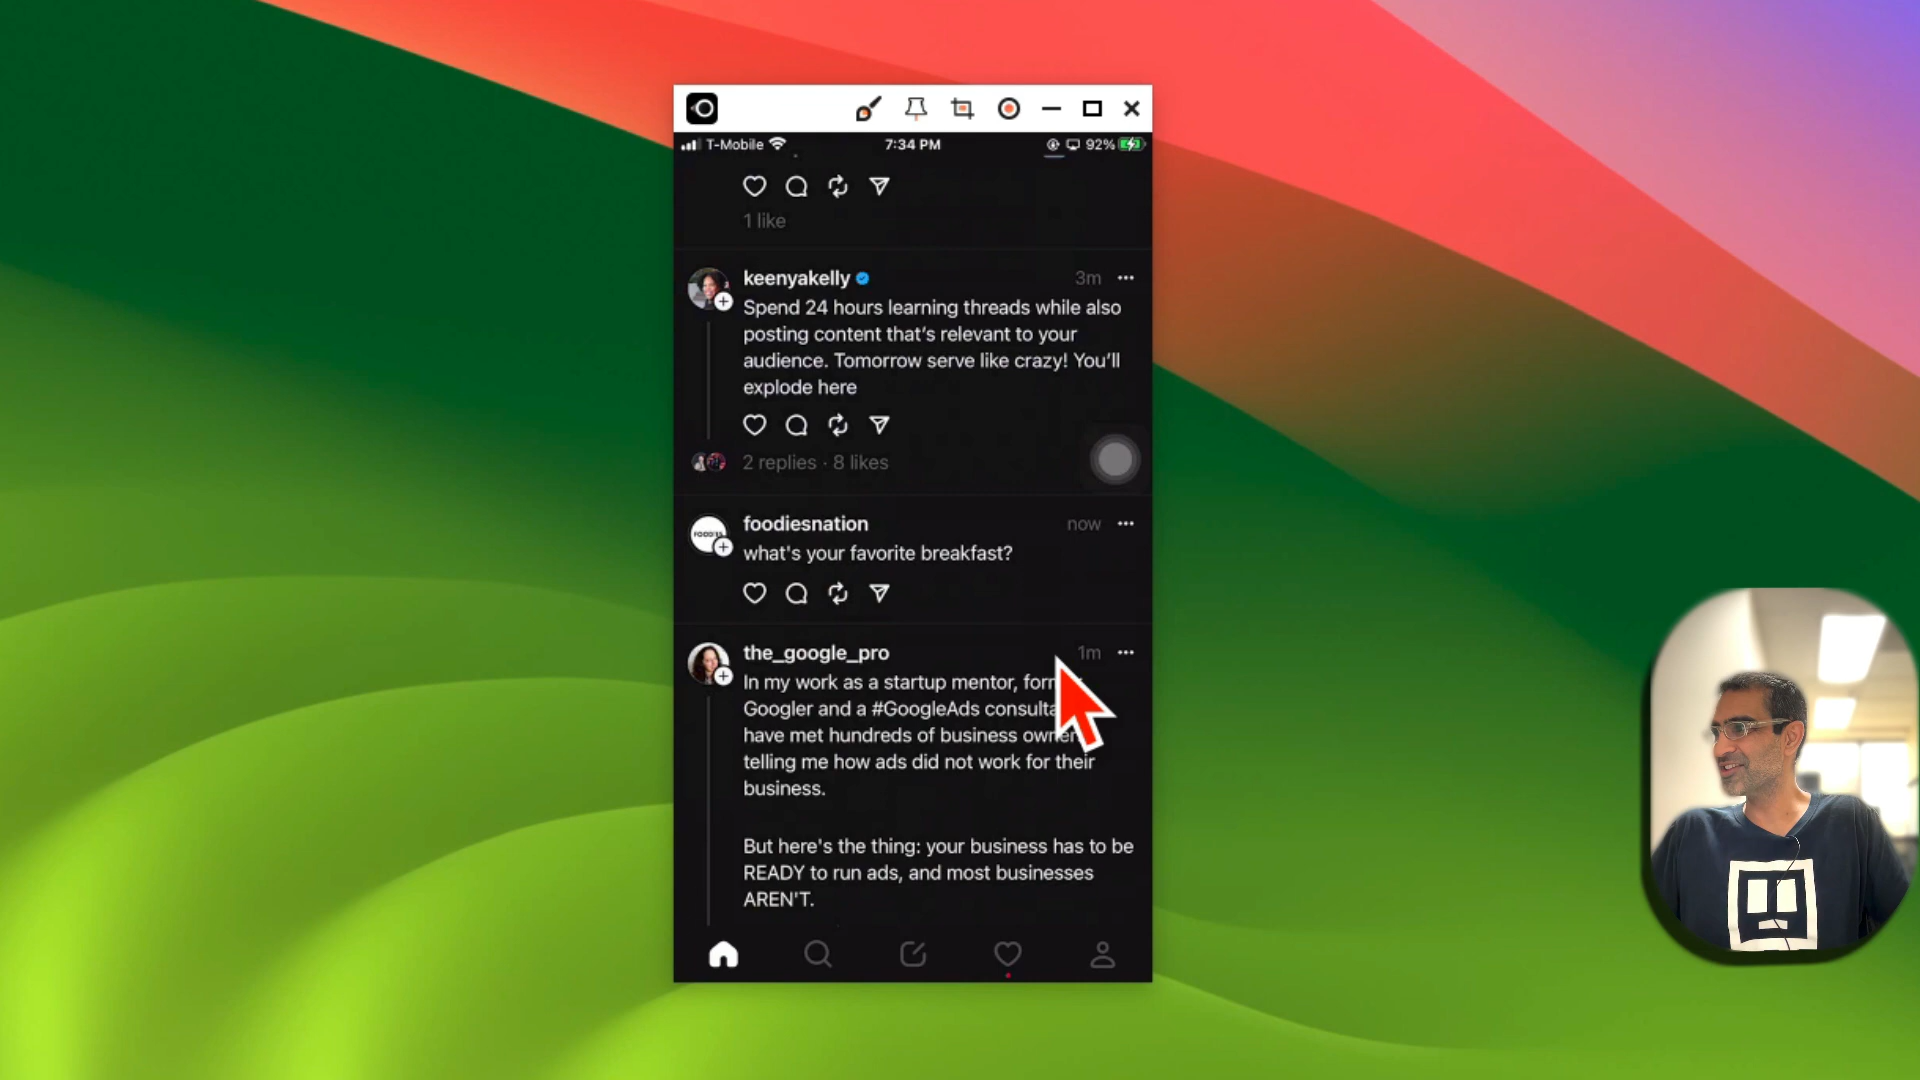 T-Mobile 7:34 PM 92%
1 like
keenyakelly 3m
Spend 24 hours learning threads while also
posting content that's relevant to your
audience. Tomorrow serve like crazy! You'll
explode here
2 replies · 8 likes
foodiesnation now
FOODIES
what's your favorite breakfast?
the_google_pro 1m
In my work as a startup mentor,
Googler and a #GoogleAds
have met hundreds of business
telling me how ads did not work for their
business.
But here's the thing: your business has to be
READY to run ads, and most businesses
AREN'T.